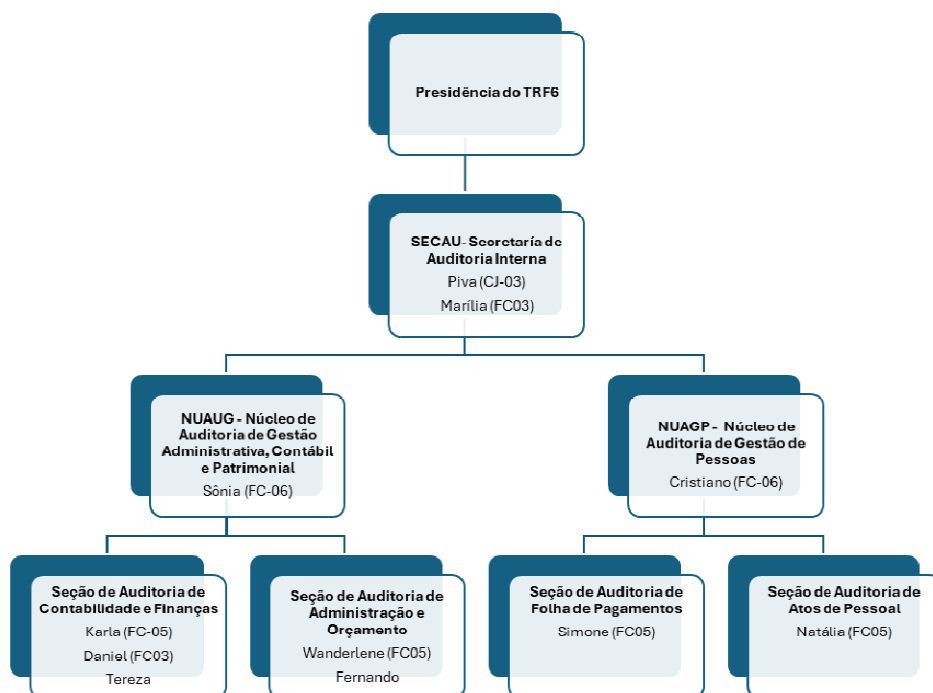 Presidência do TRF6
SECAU- Secretaría de
Auditoria Interna
Piva (CJ-03)
Marília (FC03)
NUAUG - Núcleo de
Auditoria de Gestão
Administrativa, Contábil
e Patrimonial
Sônia (FC-06)
NUAGP - Núcleo de
Auditoria de Gestão de
Pessoas
Cristiano (FC-06)
Seção de Auditoria de
Contabilidade e Finanças
Karla (FC-05)
Daniel (FC03)
Tereza
Seção de Auditoria de
Administração e
Orçamento
Wanderlene (FC05)
Fernando
Seção de Auditoria de
Folha de Pagamentos
Simone (FC05)
Seção de Auditoria de
Atos de Pessoal
Natália (FC05)